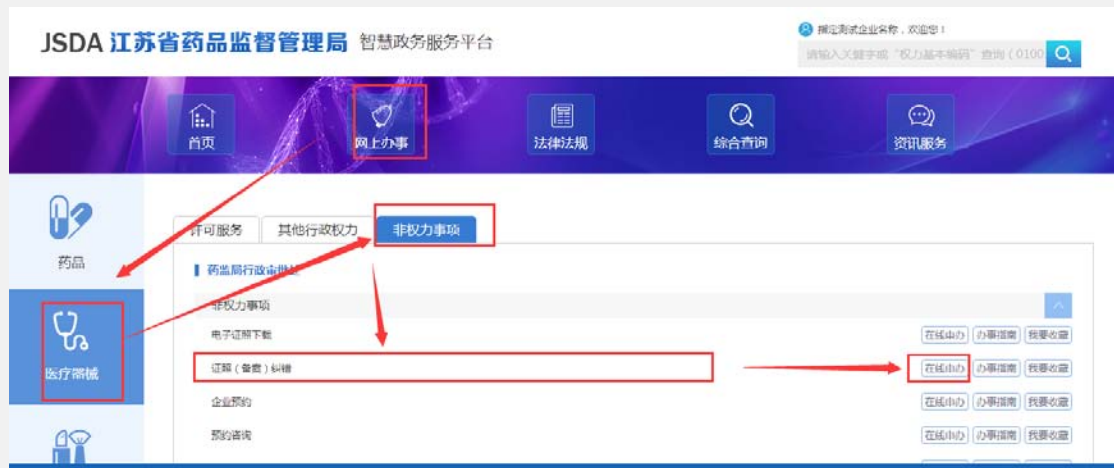 JSDA 江苏省药品监督管理局 智慧政务服务平台
指定测试企业名称，欢迎您！
请输入关键字或“权力基本编码”查询（0100
首页
网上办事
法律法规
综合查询
资讯服务
药品
医疗器械
许可服务 其他行政权力 非权力事项
药监局行政审批
非权力事项
电子证照下载 在线申办 办事指南 我要收藏
证照（备案）纠错 在线申办 办事指南 我要收藏
企业预约 在线申办 办事指南 我要收藏
预约咨询 在线申办 办事指南 我要收藏